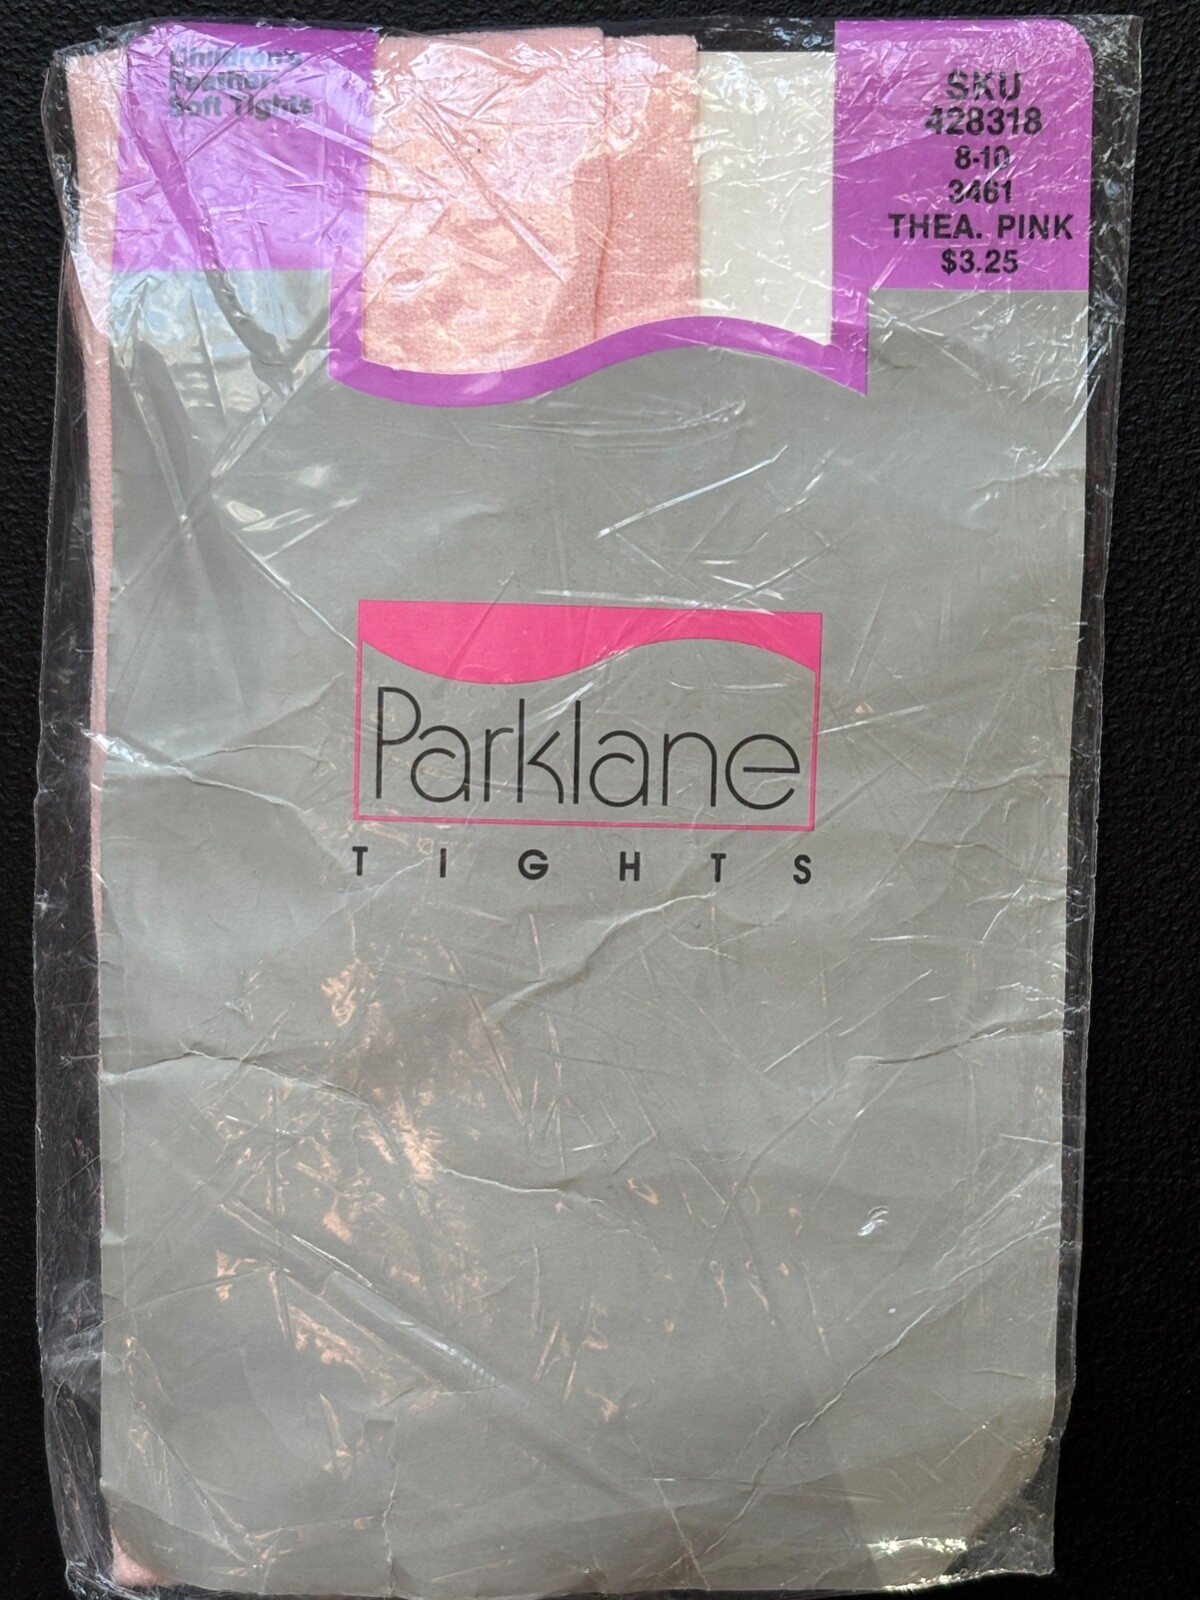 Children's
Feather
Soft Tights
SKU
428318
8-10
3461
THEA. PINK
$3.25
Parklane
TIGHTS